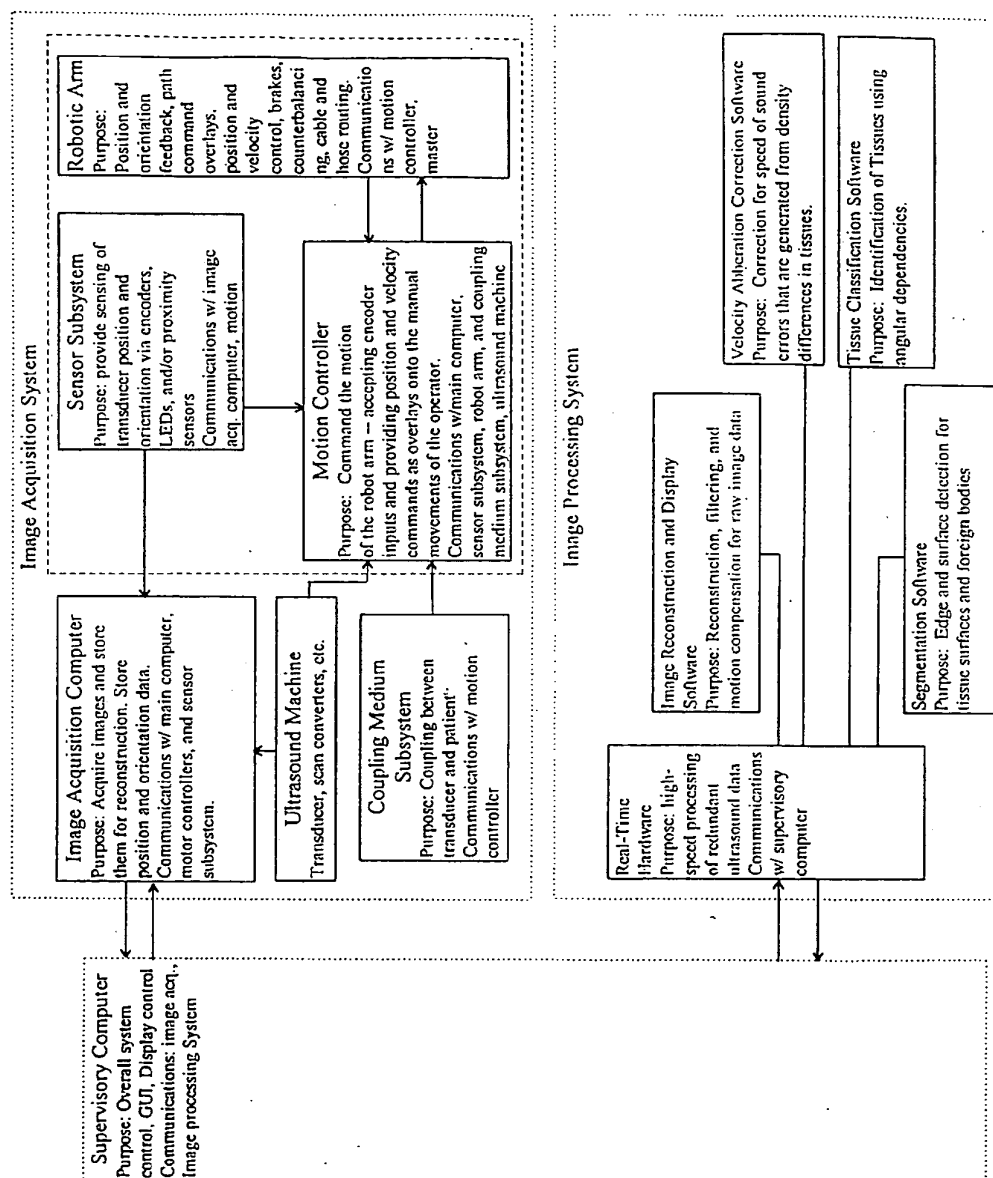 Supervisory Computer
Purpose: Overall system
control, GUI, Display control
Communications: image acq.,
Image processing System
Image Acquisition System
Image Acquisition Computer
Purpose: Acquire images and store
them for reconstruction. Store
position and orientation data.
Communications w/ main computer,
motor controllers, and sensor
subsystem.
Sensor Subsystem
Purpose: provide sensing of
transducer position and
orientation via encoders,
LEDs, and/or proximity
sensors
Communications w/ image
acq. computer, motion
Robotic Arm
Purpose:
Position and
orientation
feedback, path
command
overlays.
position and
velocity
control, brakes,
counterbalanci
ng, cable and
hose routing.
Communicatio
ns w/ motion
controller,
master
Ultrasound Machine
Transducer, scan converters, etc.
Motion Controller
Purpose: Command the motion
of the robot arm – accepting encoder
inputs and providing position and velocity
commands as overlays onto the manual
movements of the operator.
Communications w/main computer,
sensor subsystem, robot arm, and coupling
medium subsystem, ultrasound machine
Coupling Medium
Subsystem
Purpose: Coupling between
transducer and patient
Communications w/ motion
controller
Image Processing System
Real-Time
Hardware
Purpose: high-
speed processing
of redundant
ultrasound data
Communications
w/ supervisory
computer
Image Reconstruction and Display
Software
Purpose: Reconstruction, filtering, and
motion compensation for raw image data
Velocity Abberation Correction Software
Purpose: Correction for speed of sound
errors that are generated from density
differences in tissues.
Tissue Classification Software
Purpose: Identification of Tissues using
angular dependencies.
Segmentation Software
Purpose: Edge and surface detection for
tissue surfaces and foreign bodies